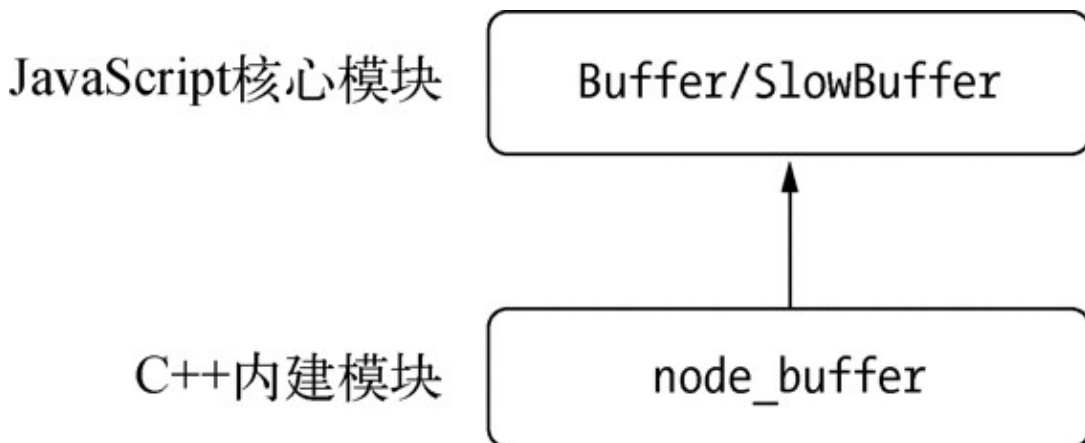 JavaScript核心模块
Buffer/SlowBuffer
C++内建模块
node_buffer